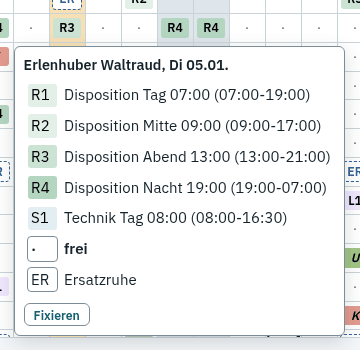 R3 · · R4 R4 · · ·
Erlenhuber Waltraud, Di 05.01.
R1 Disposition Tag 07:00 (07:00-19:00)
R2 Disposition Mitte 09:00 (09:00-17:00)
R3 Disposition Abend 13:00 (13:00-21:00)
R4 Disposition Nacht 19:00 (19:00-07:00)
S1 Technik Tag 08:00 (08:00-16:30)
· frei
ER Ersatzruhe
Fixieren